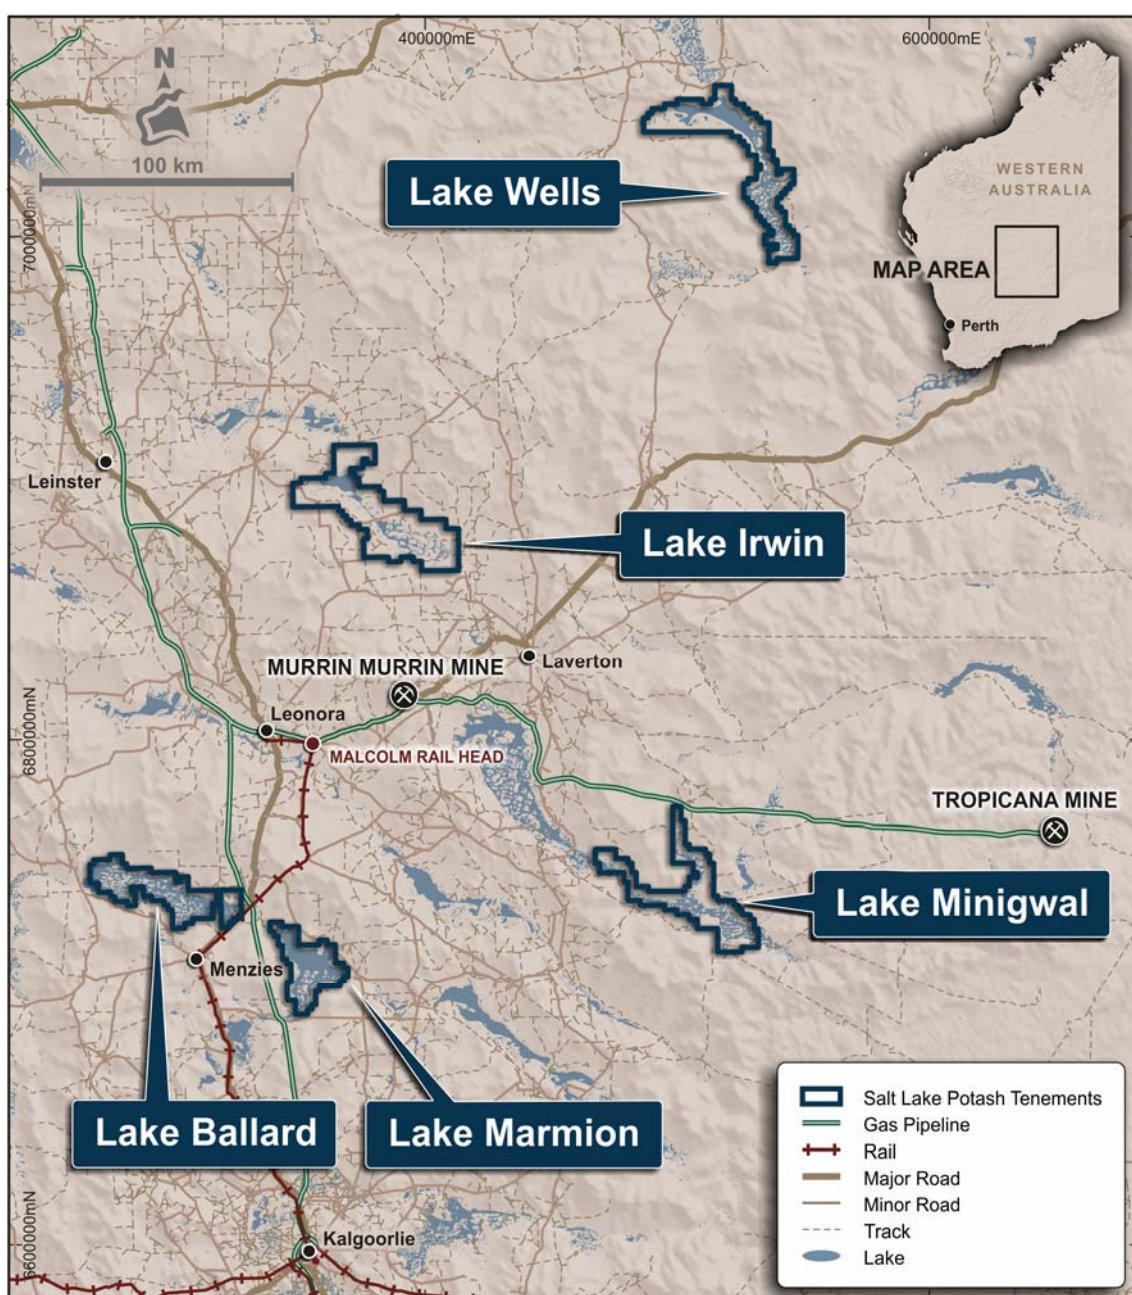 400000mE
600000mE
N
100 km
7000000mN
Lake Wells
WESTERN
AUSTRALIA
MAP AREA
Perth
Leinster
Lake Irwin
MURRIN MURRIN MINE
Laverton
Leonora
6800000mN
MALCOLM RAIL HEAD
TROPICANA MINE
Lake Minigwal
Menzies
Lake Ballard
Lake Marmion
Salt Lake Potash Tenements
Gas Pipeline
Rail
Major Road
Minor Road
Track
Lake
6600000mN
Kalgoorlie